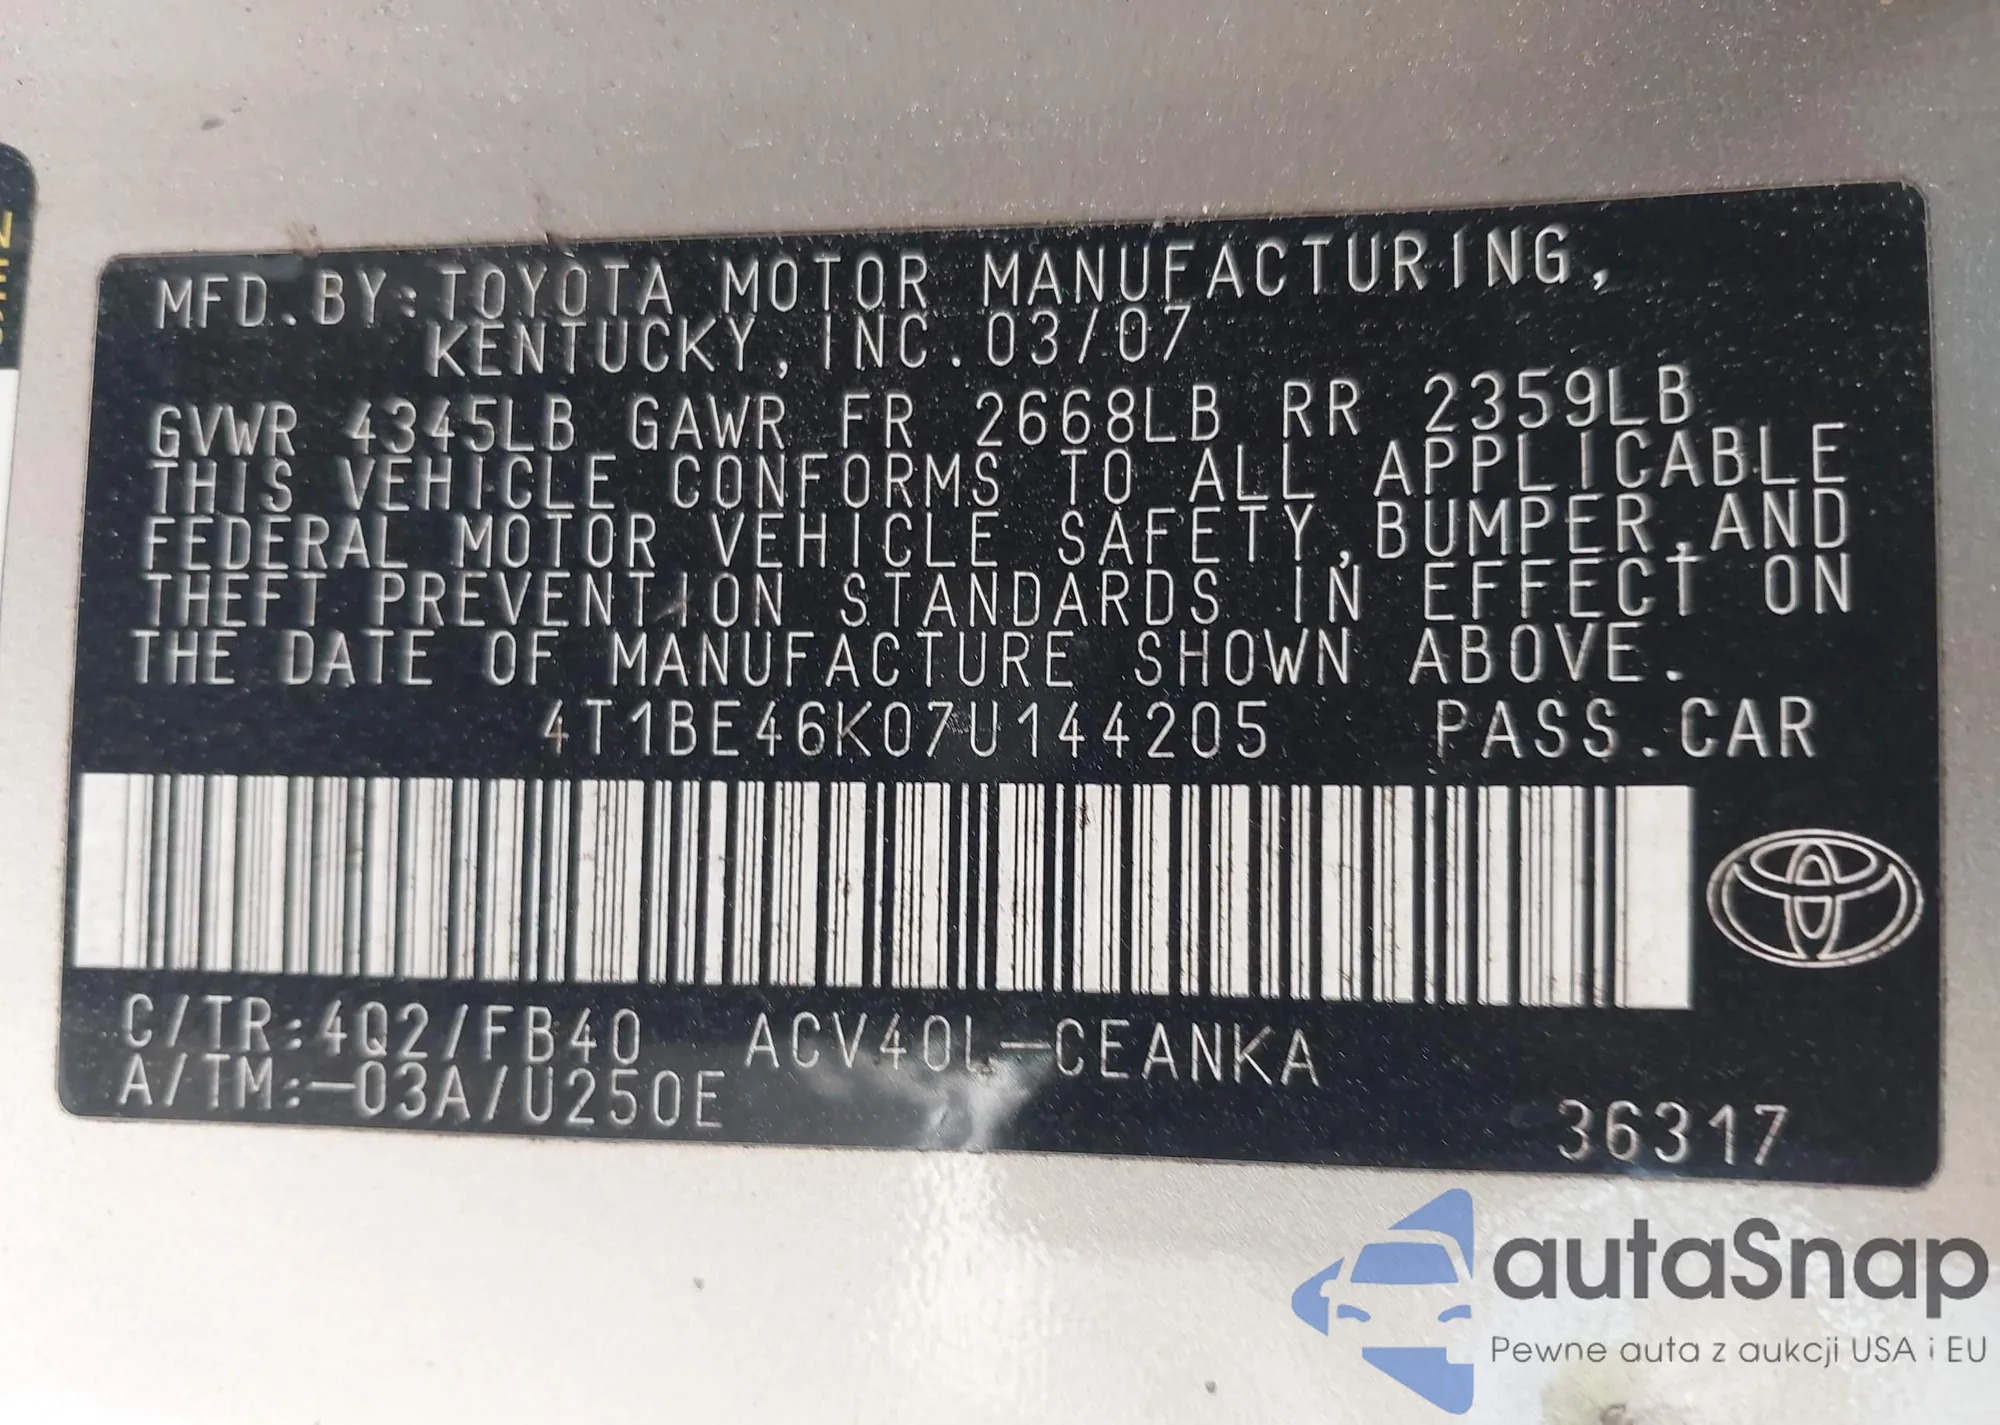 MFD. BY: TOYOTA MOTOR MANUFACTURING,
KENTUCKY, INC. 03/07
GVWR 4345LB GAWR FR 2668LB RR 2359LB
THIS VEHICLE CONFORMS TO ALL APPLICABLE
FEDERAL MOTOR VEHICLE SAFETY, BUMPER, AND
THEFT PREVENTION STANDARDS IN EFFECT ON
THE DATE OF MANUFACTURE SHOWN ABOVE.
4T1BE46K07U144205 PASS. CAR
C/TR: 4Q2/FB40 ACV40L-CEANKA
A/TM: -03A/U250E
36317
autaSnap
Pewne auta z aukcji USA i EU